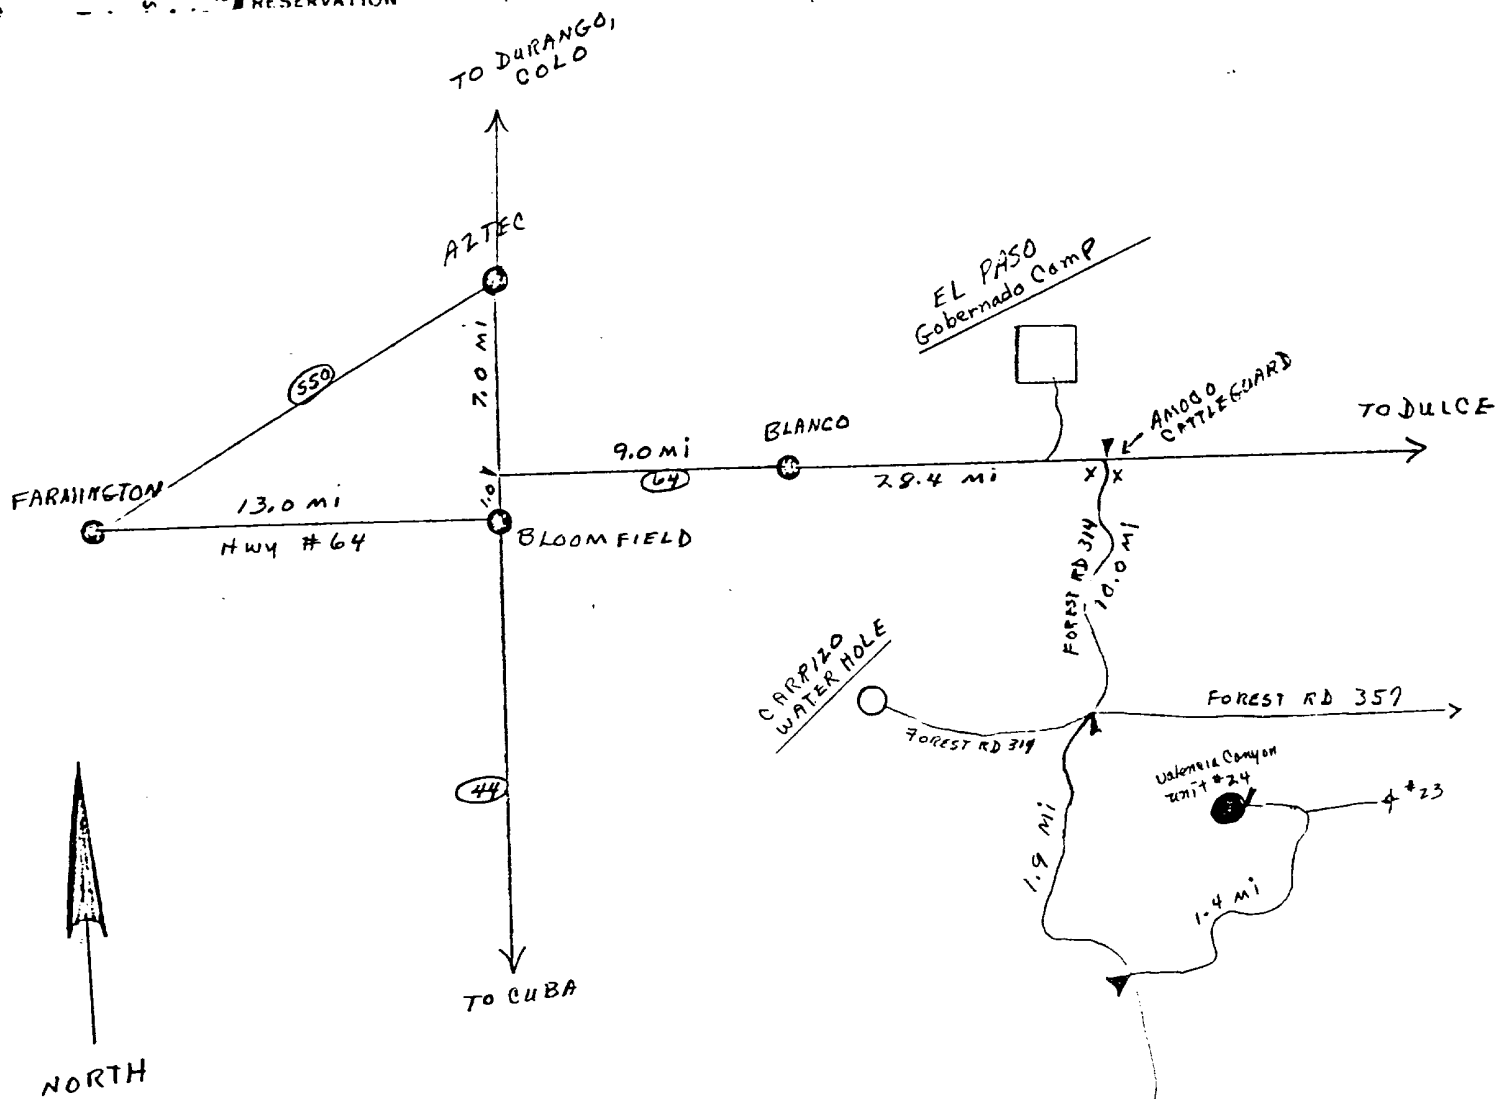 RESERVATION
TO DURANGO,
COLO
AZTEC
7.0 Mi
550
EL PASO
Gobernado Camp
AMOCO
CATTLEGUARD
TO DULCE
BLANCO
9.0 Mi
64
28.4 Mi
X X
FARMINGTON
13.0 Mi
Hwy #64
1.0
BLOOMFIELD
FOREST RD 314
10.0 MI
CARRIZO
WATER HOLE
FOREST RD 314
FOREST RD 357
Valencia Canyon
unit #24
#23
44
1.9 Mi
1.4 Mi
TO CUBA
NORTH